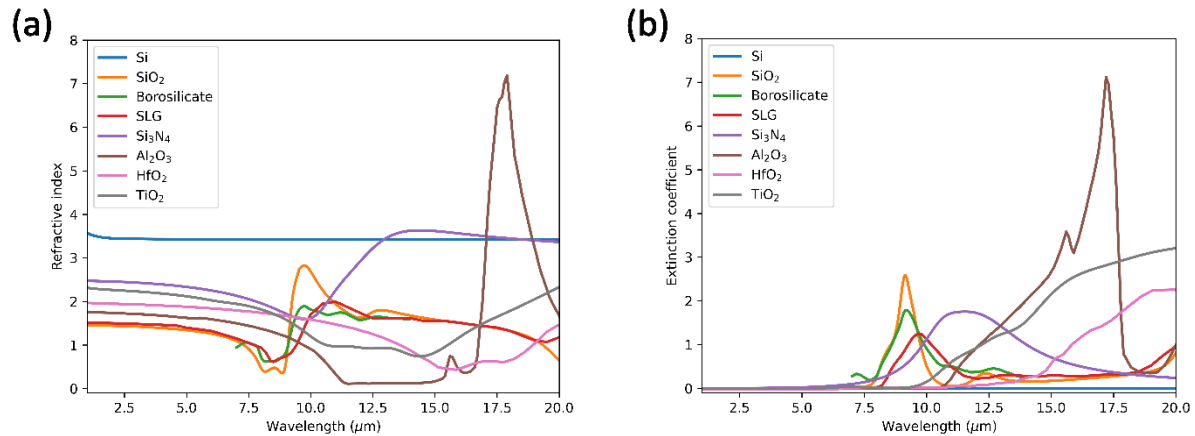 (a)
8
7
6
5
4
3
2
1
0
Refractive index
Si
SiO₂
Borosilicate
SLG
Si₃N₄
Al₂O₃
HfO₂
TiO₂
2.5 5.0 7.5 10.0 12.5 15.0 17.5 20.0
Wavelength (μm)
(b)
8
7
6
5
4
3
2
1
0
Extinction coefficient
Si
SiO₂
Borosilicate
SLG
Si₃N₄
Al₂O₃
HfO₂
TiO₂
2.5 5.0 7.5 10.0 12.5 15.0 17.5 20.0
Wavelength (μm)